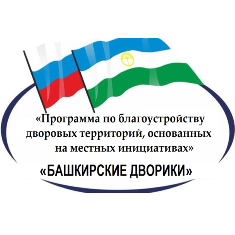 «Программа по благоустройству
дворовых территорий, основанных
на местных инициативах»
«БАШКИРСКИЕ ДВОРИКИ»